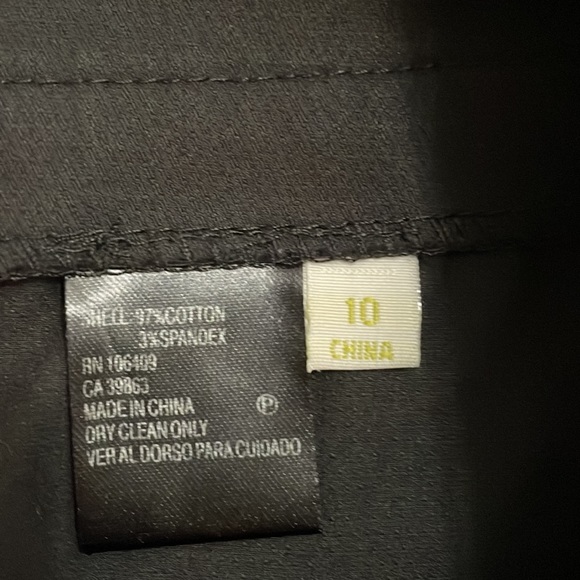 SHELL 97%COTTON
3%SPANDEX
RN 106409
CA 39863
MADE IN CHINA
P
DRY CLEAN ONLY
VER AL DORSO PARA CUIDADO
10
CHINA